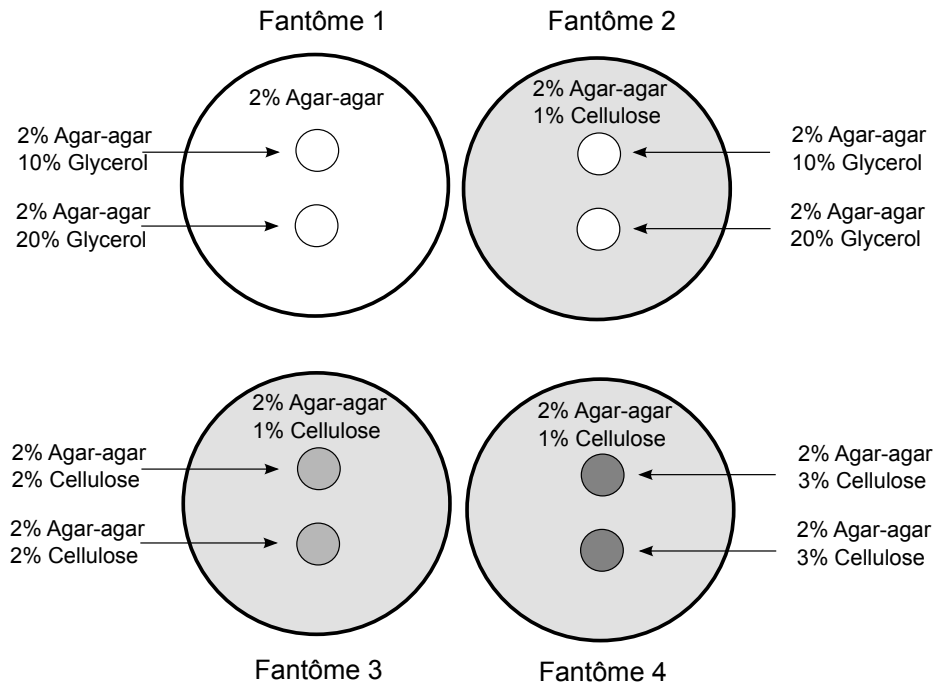 Fantôme 1
2% Agar-agar
2% Agar-agar
10% Glycerol
2% Agar-agar
20% Glycerol
Fantôme 2
2% Agar-agar
1% Cellulose
2% Agar-agar
10% Glycerol
2% Agar-agar
20% Glycerol
2% Agar-agar
1% Cellulose
2% Agar-agar
2% Cellulose
2% Agar-agar
2% Cellulose
Fantôme 3
2% Agar-agar
1% Cellulose
2% Agar-agar
3% Cellulose
2% Agar-agar
3% Cellulose
Fantôme 4